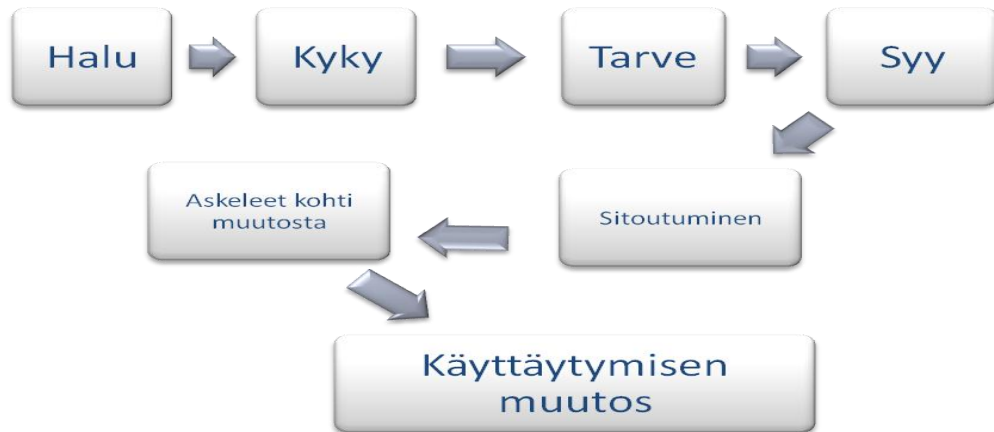 Halu
Kyky
Tarve
Syy
Sitoutuminen
Askeleet kohti
muutosta
Käyttäytymisen
muutos